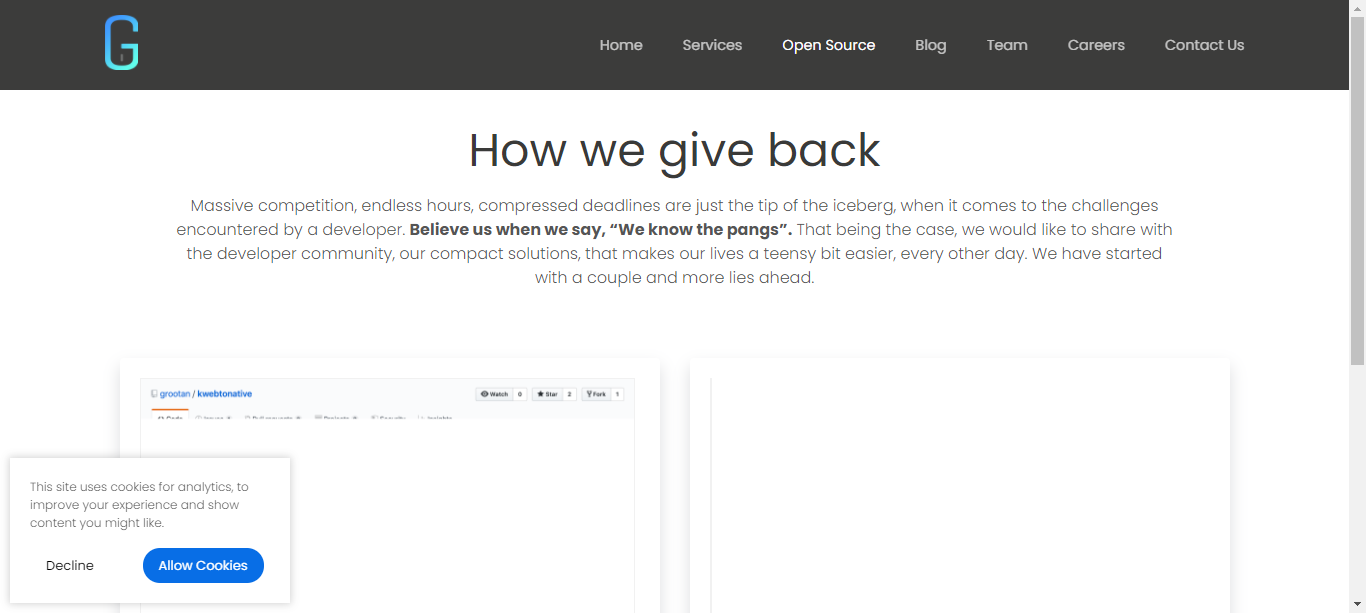 G
Home Services Open Source Blog Team Careers Contact Us
How we give back
Massive competition, endless hours, compressed deadlines are just the tip of the iceberg, when it comes to the challenges
encountered by a developer. Believe us when we say, “We know the pangs”. That being the case, we would like to share with
the developer community, our compact solutions, that makes our lives a teensy bit easier, every other day. We have started
with a couple and more lies ahead.
grootan / kwebtonative Watch 0 Star 2 Fork 1
This site uses cookies for analytics, to
improve your experience and show
content you might like.
Decline Allow Cookies